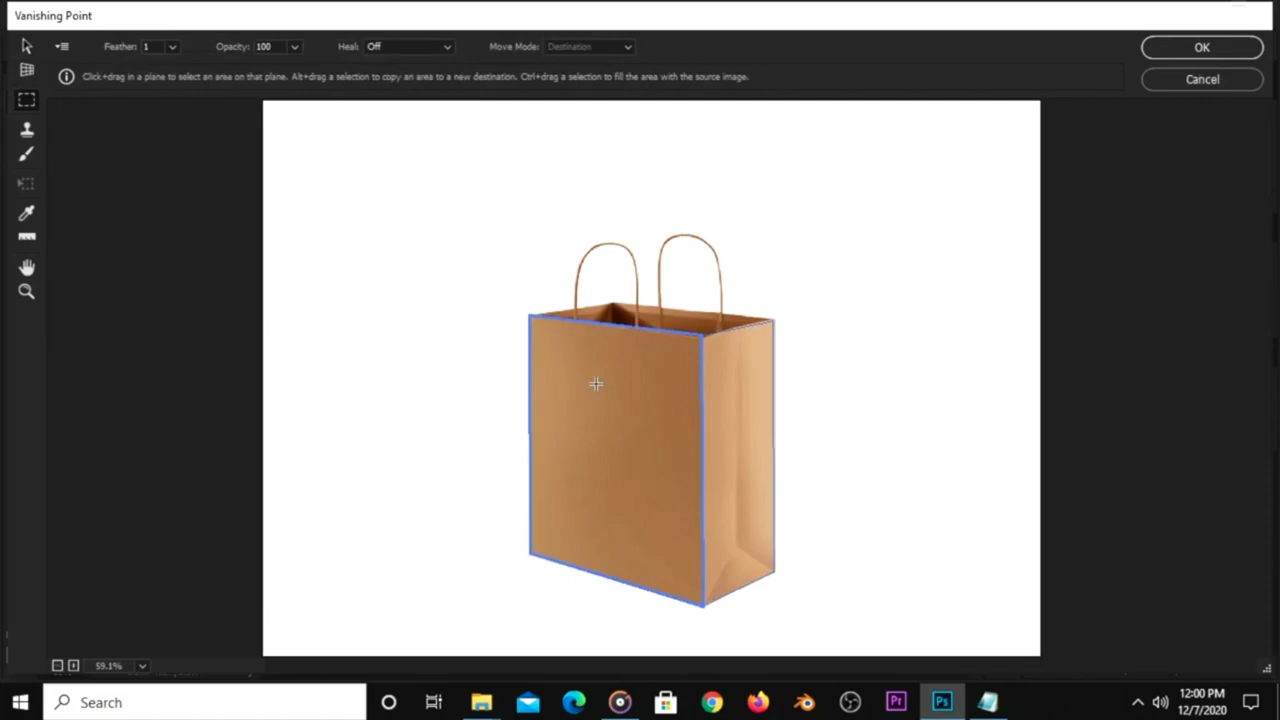 Vanishing Point
Feather: 1 Opacity: 100 Heal: Off Move Mode: Destination OK
Click+drag in a plane to select an area on that plane. Alt+drag a selection to copy an area to a new destination. Ctrl+drag a selection to fill the area with the source image.
Cancel
59.1%
Search
Pr
Ps
12:00 PM
12/7/2020